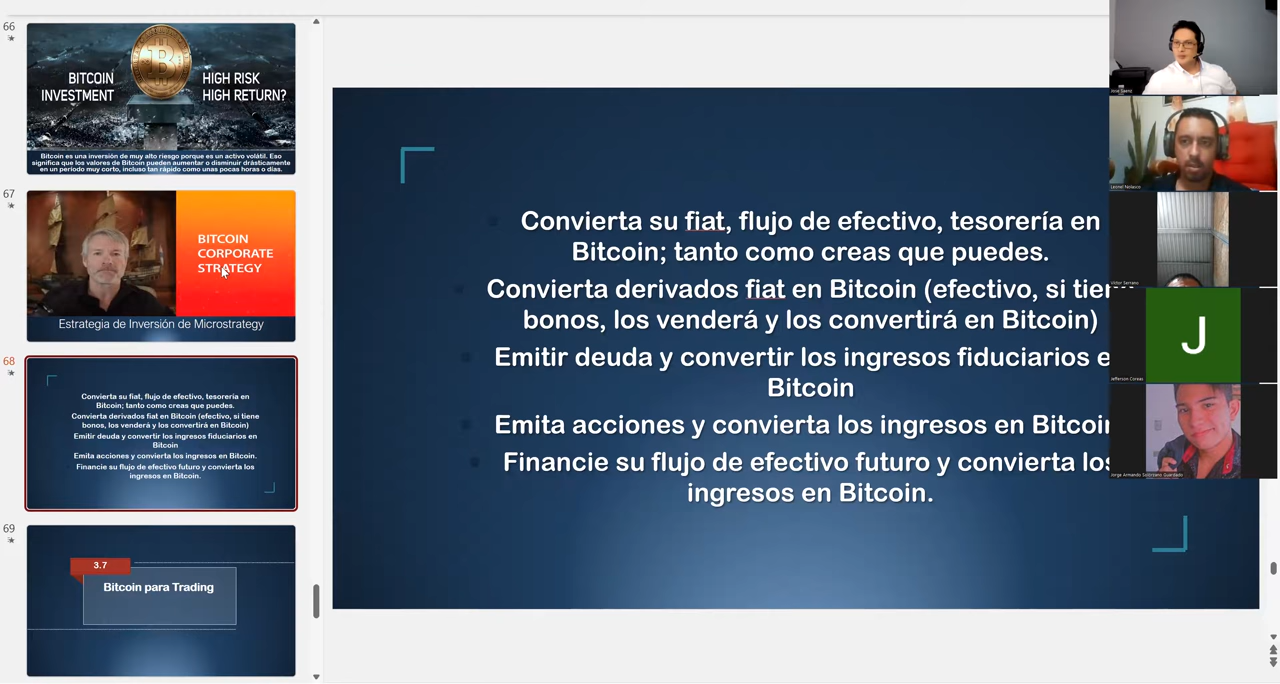 66
BITCOIN
INVESTMENT
HIGH RISK
HIGH RETURN?
Bitcoin es una inversión de muy alto riesgo porque es un activo volátil. Eso
significa que los valores de Bitcoin pueden aumentar o disminuir drásticamente
en un período muy corto, incluso tan rápido como unas pocas horas o días.
67
BITCOIN
CORPORATE
STRATEGY
Estrategia de Inversión de Microstrategy
68
Convierta su fiat, flujo de efectivo, tesorería en
Bitcoin; tanto como creas que puedes.
Convierta derivados fiat en Bitcoin (efectivo, si tiene
bonos, los venderá y los convertirá en Bitcoin)
Emitir deuda y convertir los ingresos fiduciarios en
Bitcoin
Emita acciones y convierta los ingresos en Bitcoin.
Financie su flujo de efectivo futuro y convierta los
ingresos en Bitcoin.
69
3.7
Bitcoin para Trading
Convierta su fiat, flujo de efectivo, tesorería en
Bitcoin; tanto como creas que puedes.
Convierta derivados fiat en Bitcoin (efectivo, si tien
bonos, los venderá y los convertirá en Bitcoin)
Emitir deuda y convertir los ingresos fiduciarios e
Bitcoin
Emita acciones y convierta los ingresos en Bitcoin
Financie su flujo de efectivo futuro y convierta los
ingresos en Bitcoin.
Leonel Nolasco
Victor Serrano
J
Jefferson Coreas